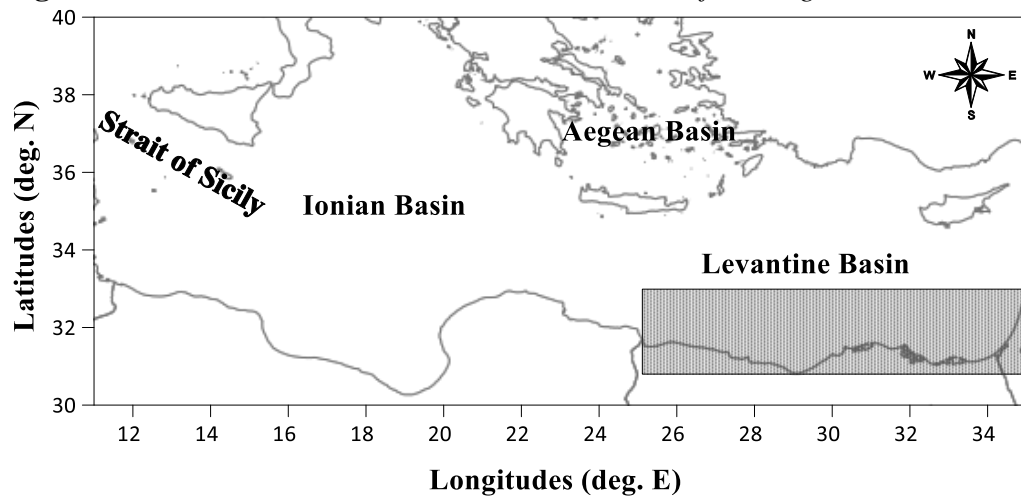 40
38
36
34
32
30
Latitudes (deg. N)
N
W E
S
Strait of Sicily
Aegean Basin
Ionian Basin
Levantine Basin
12 14 16 18 20 22 24 26 28 30 32 34
Longitudes (deg. E)